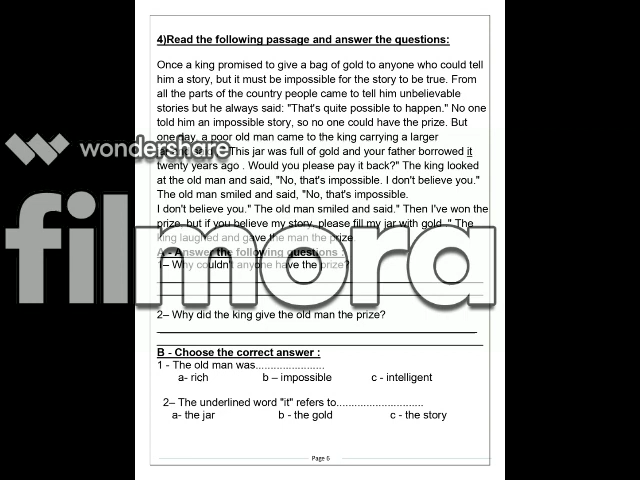 4)Read the following passage and answer the questions:
Once a king promised to give a bag of gold to anyone who could tell
him a story, but it must be impossible for the story to be true. From
all the parts of the country people came to tell him unbelievable
stories but he always said: "That's quite possible to happen." No one
told him an impossible story, so no one could have the prize. But
one day, a poor old man came to the king carrying a larger
"This jar was full of gold and your father borrowed it
wondershare
twenty years ago . Would you please pay it back?" The king looked
at the old man and said, "No, that's impossible. I don't believe you."
The old man smiled and said, "No, that's impossible.
I don't believe you." The old man smiled and said." Then I've won the
prize, but if you believe my story, please fill my jar with gold ." The
king laughed and gave the man the prize.
filmora
A - Answer the following questions :
1– Why couldn't anyone have the prize?
2– Why did the king give the old man the prize?
B - Choose the correct answer :
1 - The old man was.......................
a- rich b – impossible c - intelligent
2– The underlined word "it" refers to.............................
a- the jar b - the gold c - the story
Page 6